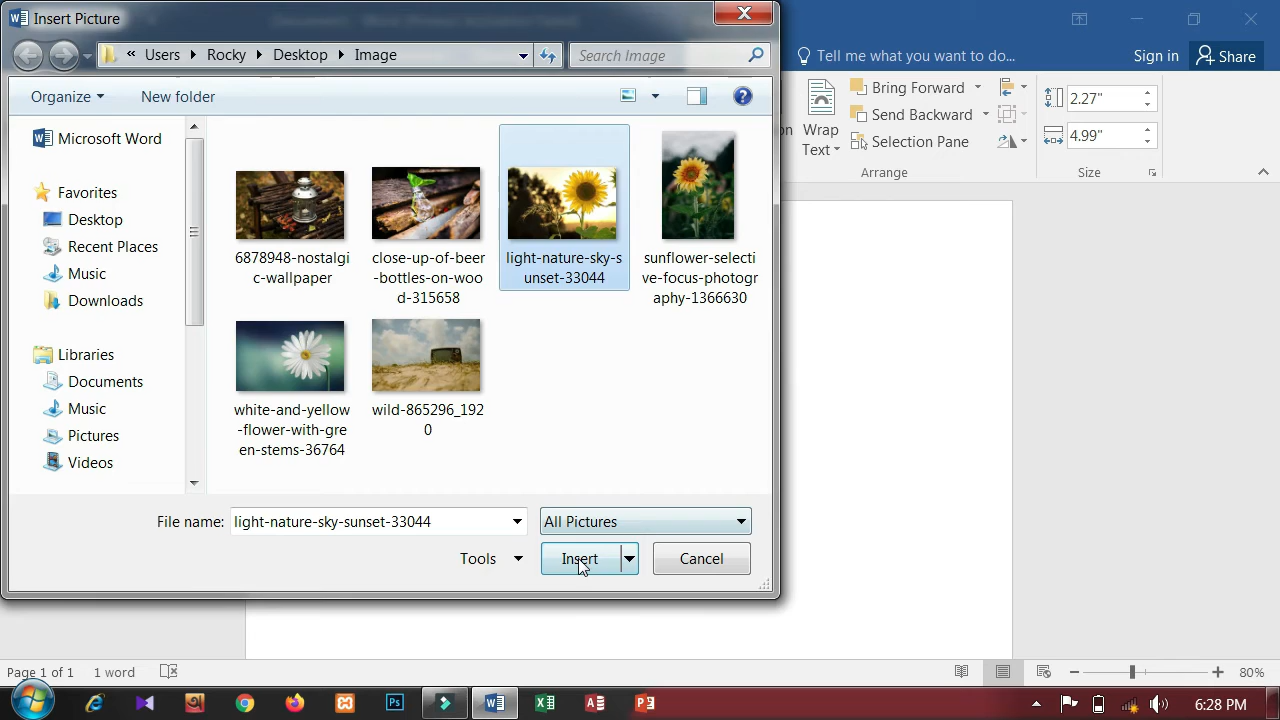 Insert Picture
Users Rocky Desktop Image
Search Image
Tell me what you want to do...
Sign in
Share
Organize
New folder
Bring Forward
2.27"
Wrap
Text
Send Backward
4.99"
Selection Pane
Arrange
Size
Microsoft Word
Favorites
Desktop
Recent Places
Music
Downloads
Libraries
Documents
Music
Pictures
Videos
6878948-nostalgi
c-wallpaper
close-up-of-beer
-bottles-on-woo
d-315658
light-nature-sky-s
unset-33044
sunflower-selecti
ve-focus-photogr
aphy-1366630
white-and-yellow
-flower-with-gre
en-stems-36764
wild-865296_192
0
File name:
light-nature-sky-sunset-33044
All Pictures
Tools
Insert
Cancel
Page 1 of 1
1 word
80%
6:28 PM